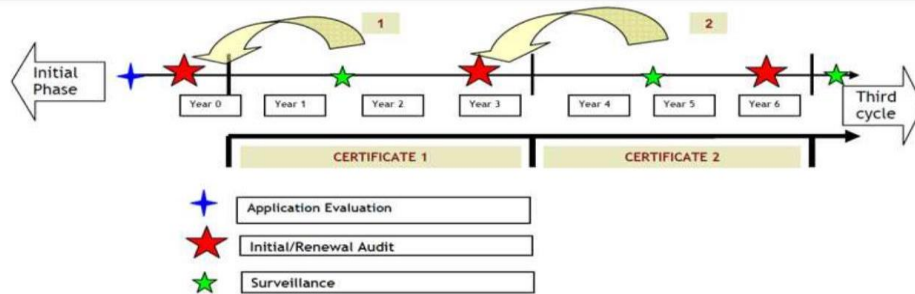 1
2
Initial
Phase
Year 0
Year 1
Year 2
Year 3
Year 4
Year 5
Year 6
Third
cycle
CERTIFICATE 1
CERTIFICATE 2
Application Evaluation
Initial/Renewal Audit
Surveillance